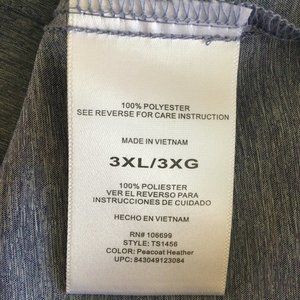 100% POLYESTER
SEE REVERSE FOR CARE INSTRUCTION
MADE IN VIETNAM
3XL/3XG
100% POLIESTER
VER EL REVERSO PARA
INSTRUCCIONES DE CUIDADO
HECHO EN VIETNAM
RN# 106699
STYLE: TS1456
COLOR: Peacoat Heather
UPC: 843049123084